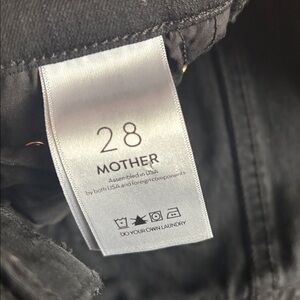 28
MOTHER
Assembled in USA
by both USA and foreign components
DO YOUR OWN LAUNDRY